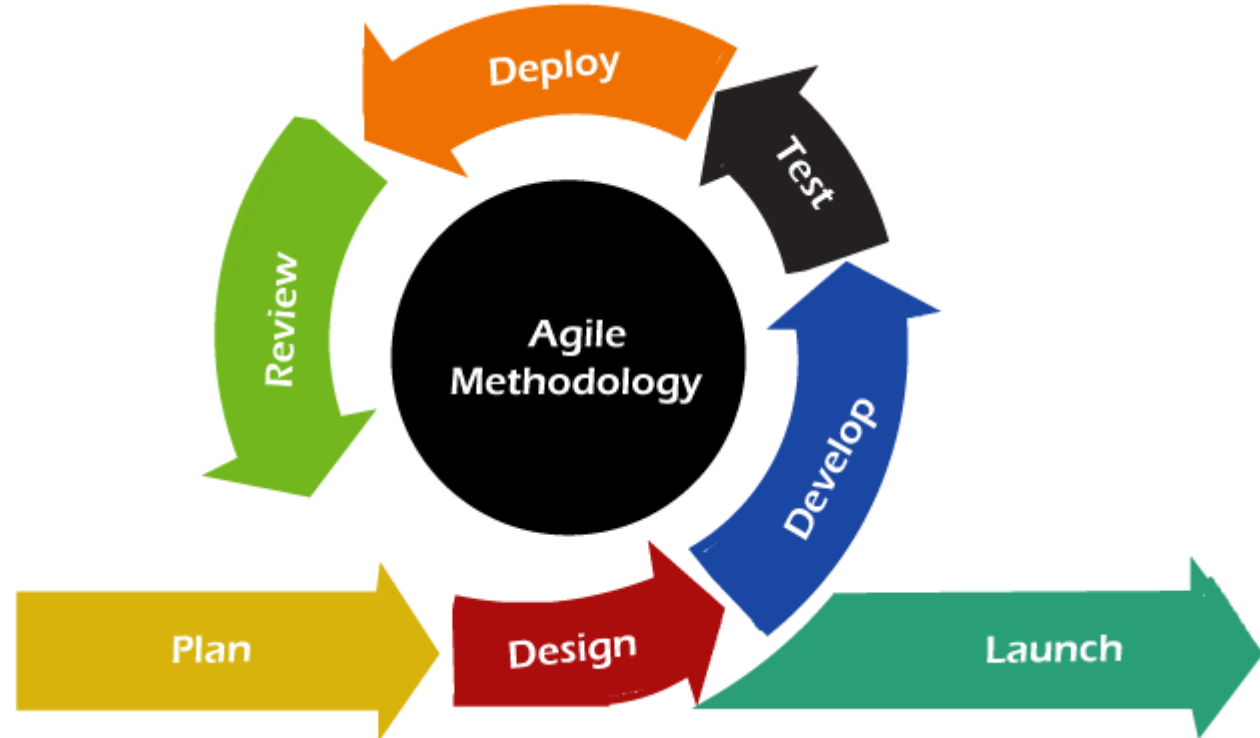 Deploy
Test
Review
Agile
Methodology
Develop
Plan
Design
Launch